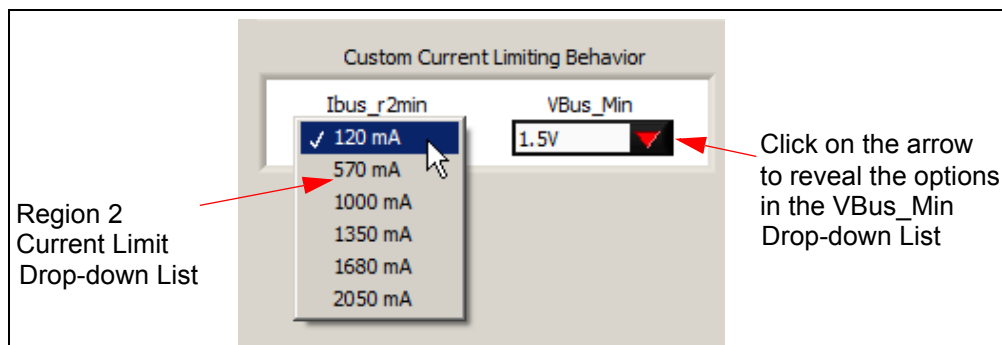 Custom Current Limiting Behavior
Ibus_r2min
VBus_Min
✓ 120 mA
570 mA
1000 mA
1350 mA
1680 mA
2050 mA
1.5V
Region 2
Current Limit
Drop-down List
Click on the arrow
to reveal the options
in the VBus_Min
Drop-down List